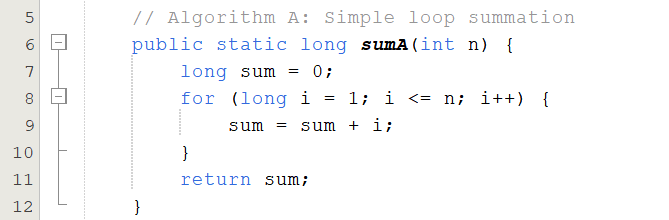 5 // Algorithm A: Simple loop summation
6 public static long sumA(int n) {
7 long sum = 0;
8 for (long i = 1; i <= n; i++) {
9 sum = sum + i;
10 }
11 return sum;
12 }